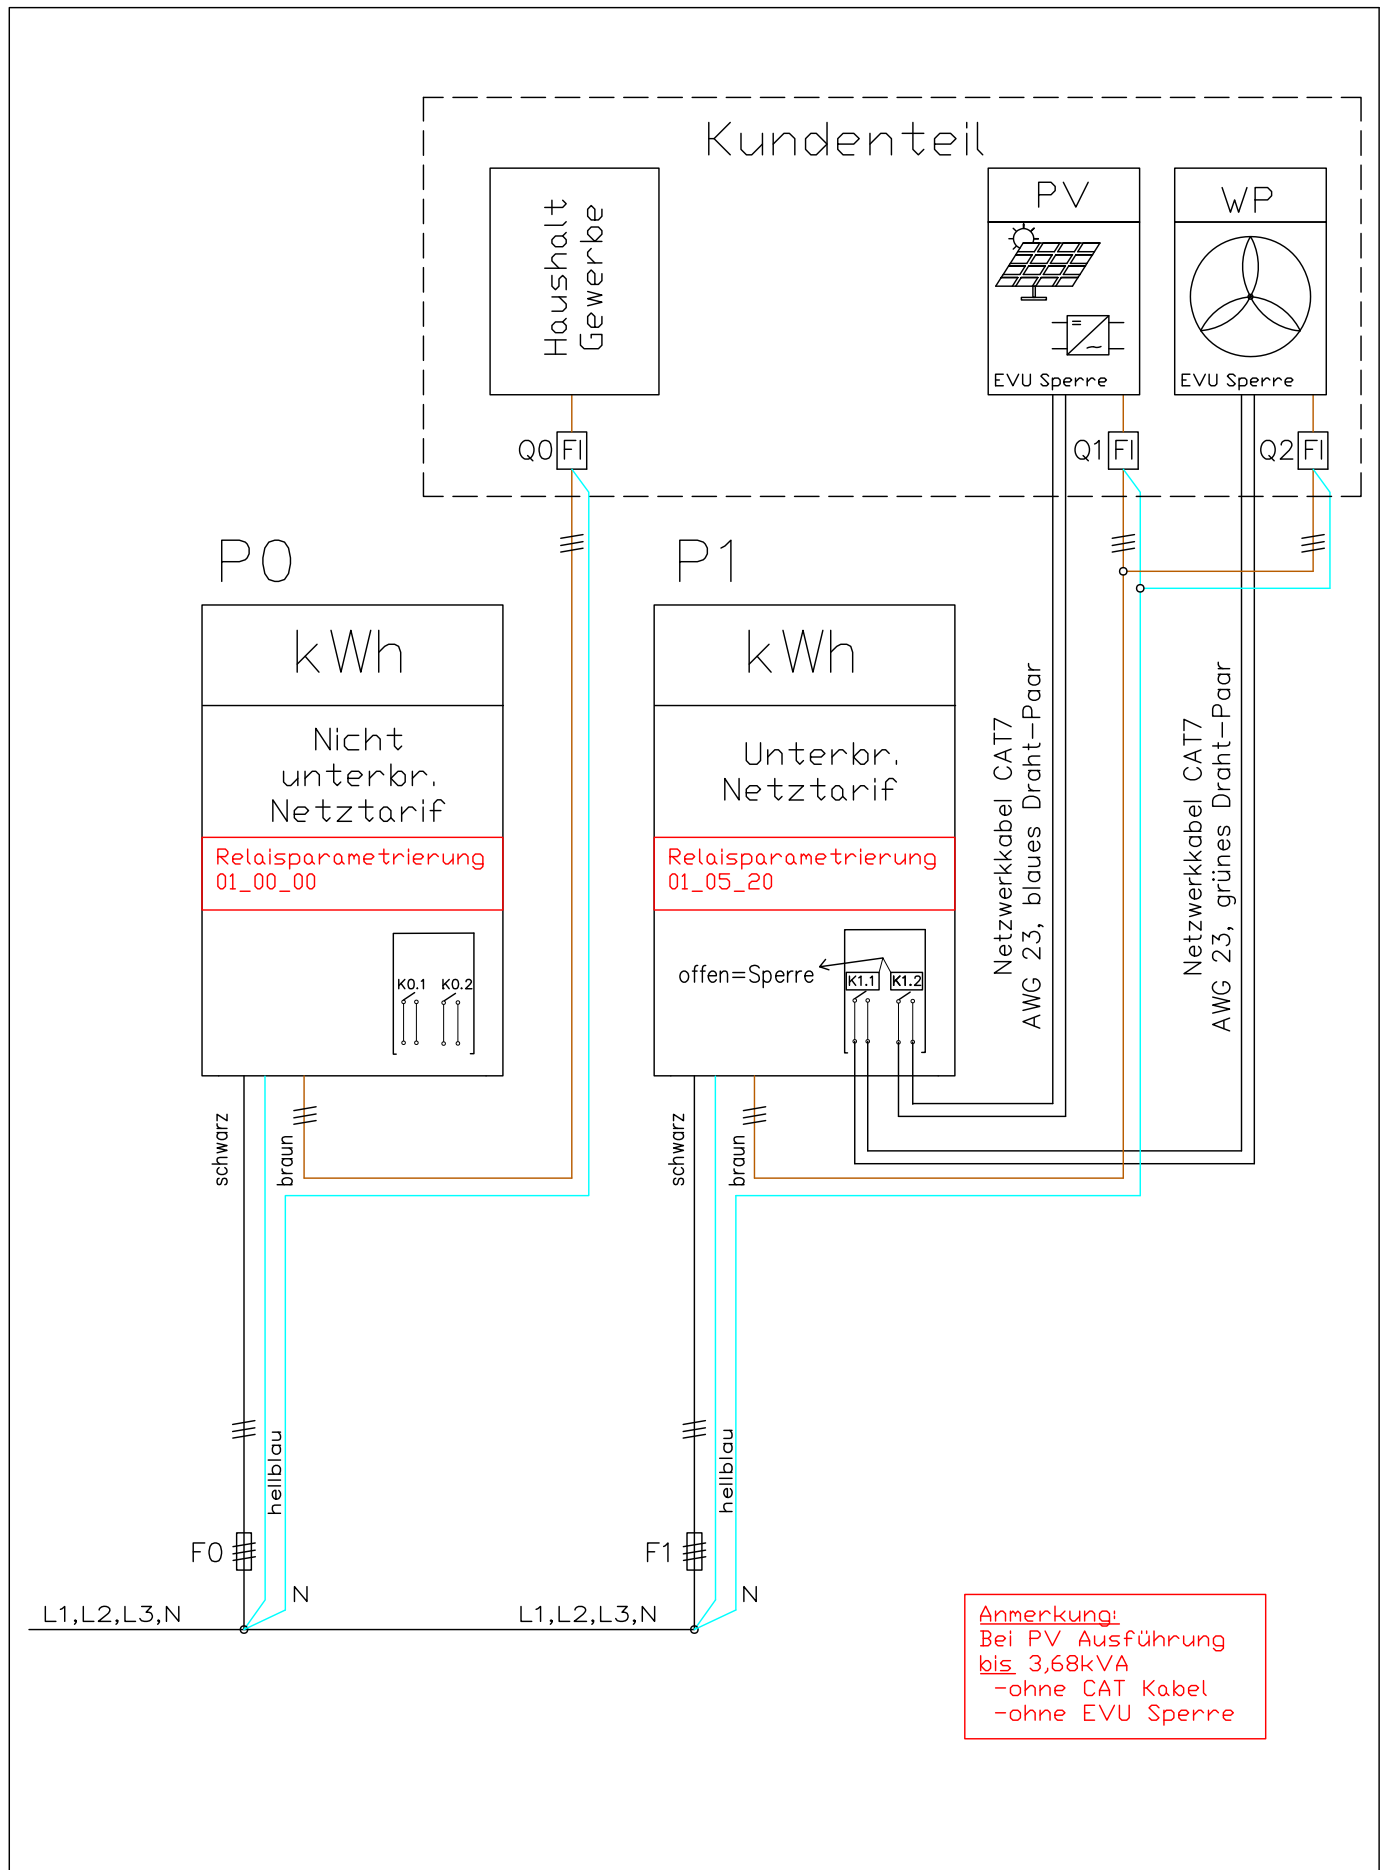 Kundenteil
Haushalt
Gewerbe
PV
EVU Sperre
WP
EVU Sperre
Q0
FI
Q1
FI
Q2
FI
P0
kWh
Nicht
unterbr.
Netztarif
Relaisparametrierung
01_00_00
K0.1
K0.2
P1
kWh
Unterbr.
Netztarif
Relaisparametrierung
01_05_20
offen=Sperre
K1.1
K1.2
Netzwerkkabel CAT7
AWG 23, blaues Draht-Paar
Netzwerkkabel CAT7
AWG 23, grünes Draht-Paar
schwarz
braun
schwarz
braun
hellblau
hellblau
F0
F1
N
N
L1,L2,L3,N
L1,L2,L3,N
Anmerkung:
Bei PV Ausführung
bis 3,68kVA
-ohne CAT Kabel
-ohne EVU Sperre